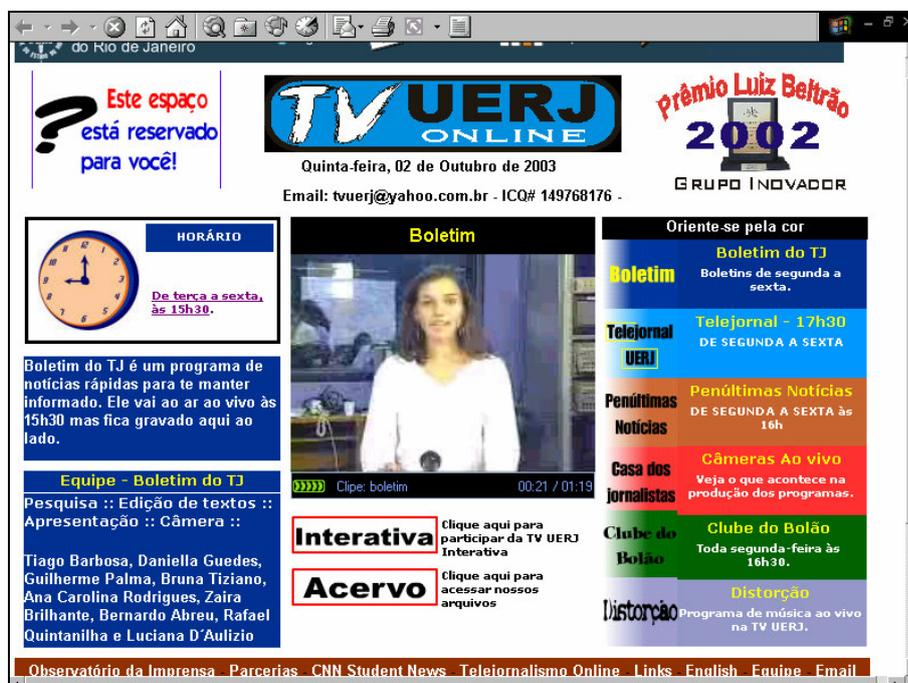 do Rio de Janeiro
Este espaço
está reservado
para você!
TV UERJ
ONLINE
Quinta-feira, 02 de Outubro de 2003
Email: tvuerj@yahoo.com.br - ICQ# 149768176 -
Prêmio Luiz Beltrão
2002
GRUPO INOVADOR
HORÁRIO
De terça a sexta,
às 15h30.
Boletim do TJ é um programa de
notícias rápidas para te manter
informado. Ele vai ao ar ao vivo às
15h30 mas fica gravado aqui ao
lado.
Equipe - Boletim do TJ
Pesquisa :: Edição de textos ::
Apresentação :: Câmera ::
Tiago Barbosa, Daniella Guedes,
Guilherme Palma, Bruna Tiziano,
Ana Carolina Rodrigues, Zaira
Brilhante, Bernardo Abreu, Rafael
Quintanilha e Luciana D´Aulizio
Boletim
Clipe: boletim 00:21 / 01:19
Interativa
Clique aqui para
participar da TV UERJ
Interativa
Acervo
Clique aqui para
acessar nossos
arquivos
Oriente-se pela cor
Boletim
Boletim do TJ
Boletins de segunda a
sexta.
Telejornal
UERJ
Telejornal - 17h30
DE SEGUNDA A SEXTA
Penúltimas
Notícias
Penúltimas Notícias
DE SEGUNDA A SEXTA às
16h
Casa dos
jornalistas
Câmeras Ao vivo
Veja o que acontece na
produção dos programas.
Clube do
Bolão
Clube do Bolão
Toda segunda-feira às
16h30.
Distorção
Distorção
Programa de música ao vivo
na TV UERJ.
Observatório da Imprensa - Parcerias - CNN Student News - Telejornalismo Online - Links - English - Equipe - Email